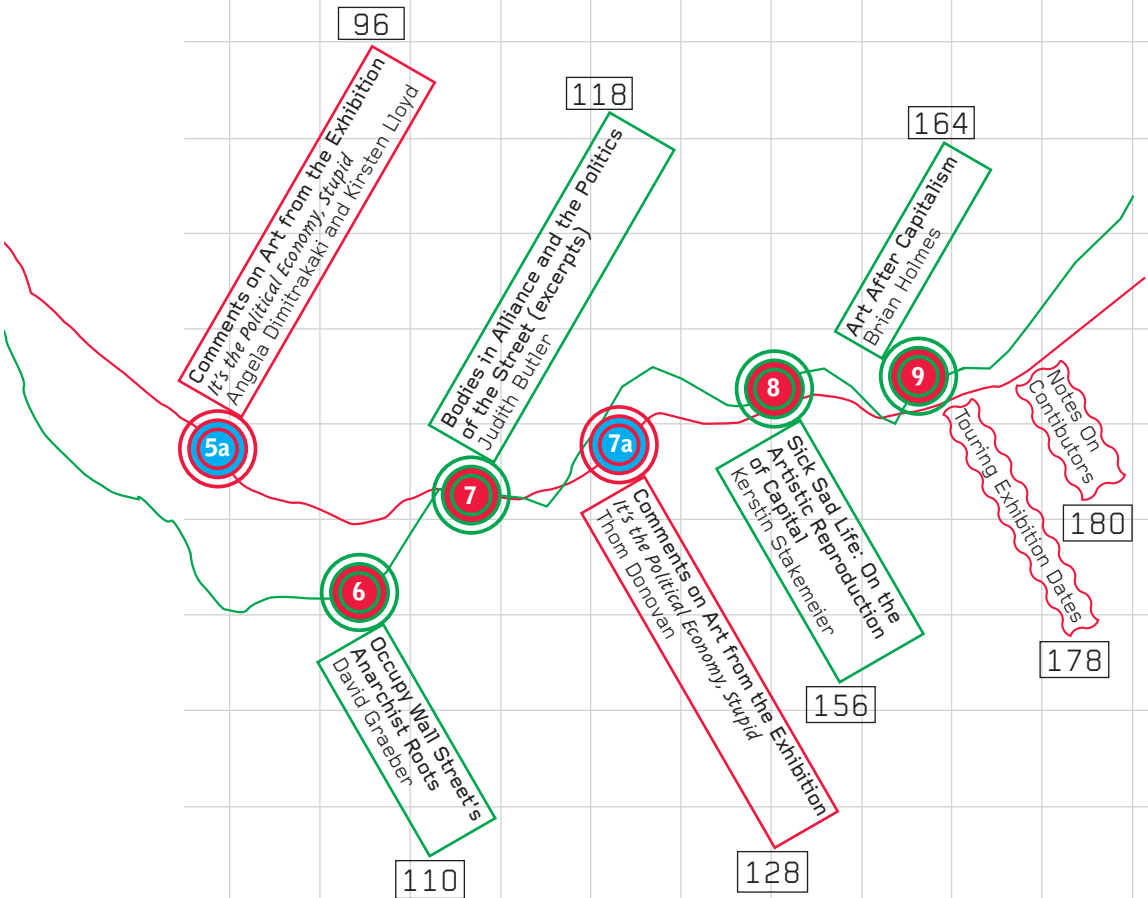 96
Comments on Art from the Exhibition
It's the Political Economy, Stupid
Angela Dimitrakaki and Kirsten Lloyd
5a
6
Occupy Wall Street's
Anarchist Roots
David Graeber
110
118
Bodies in Alliance and the Politics
of the Street (excerpts)
Judith Butler
7
7a
Comments on Art from the Exhibition
It's the Political Economy, Stupid
Thom Donovan
128
8
Sick Sad Life: On the
Artistic Reproduction
of Capital
Kerstin Stakemeier
156
164
Art After Capitalism
Brian Holmes
9
Touring Exhibition Dates
178
Notes On
Contibutors
180